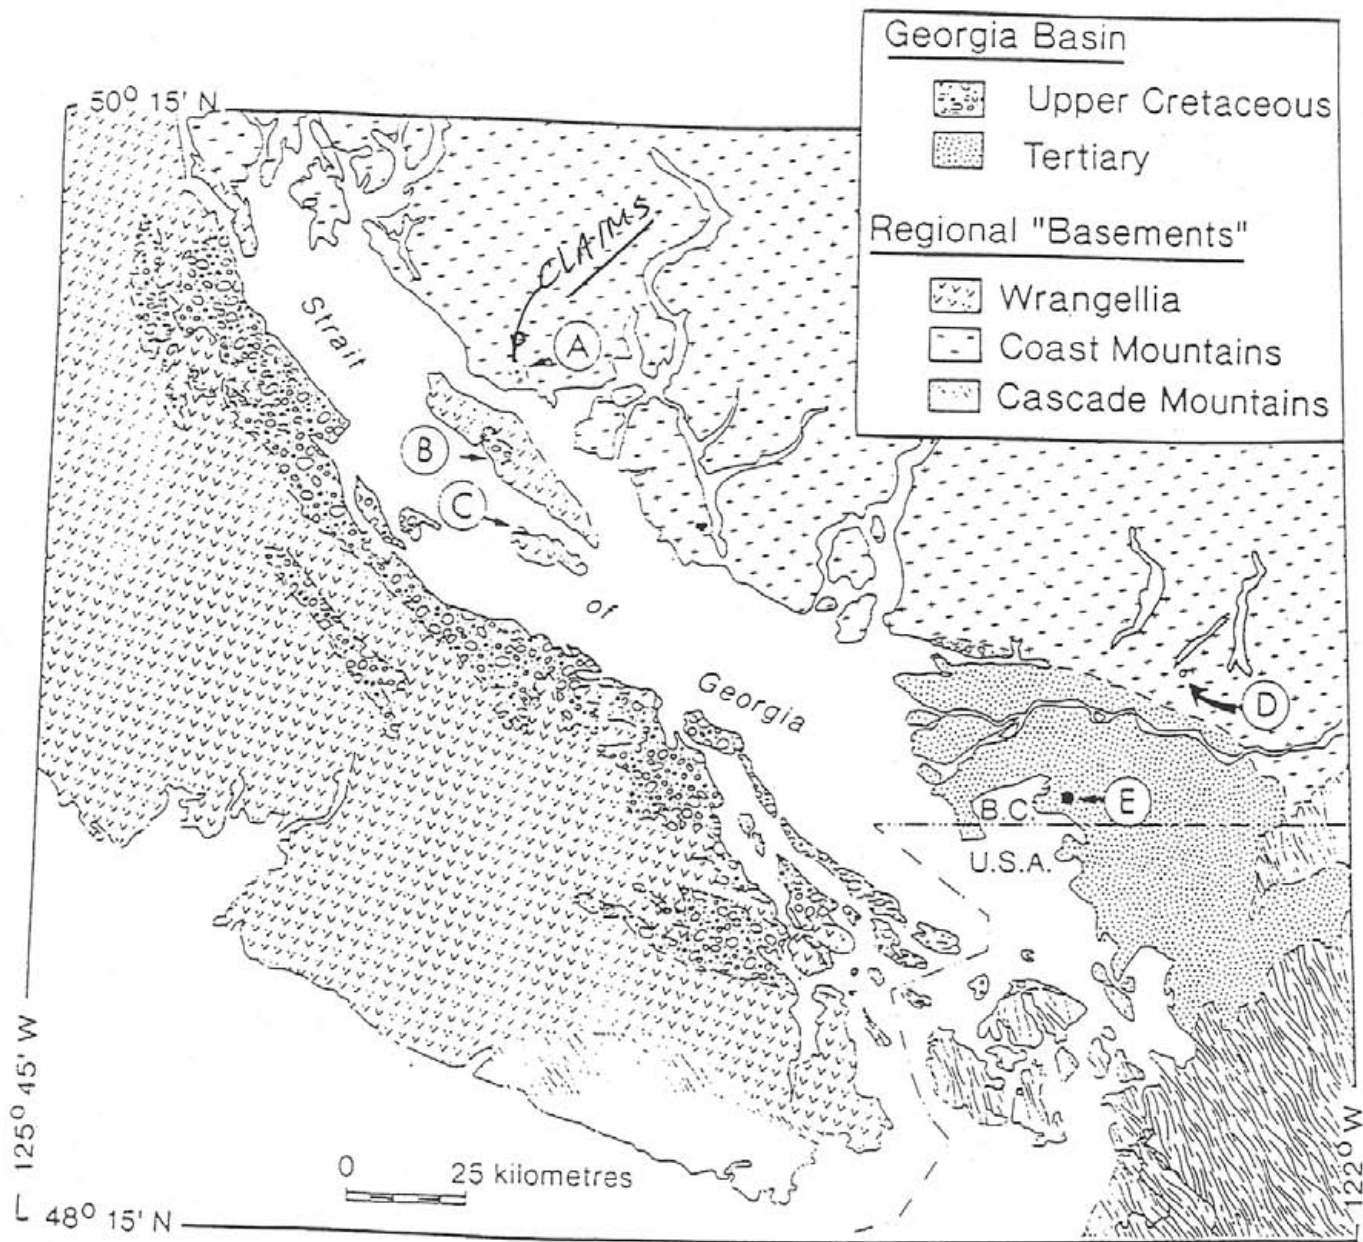 Georgia Basin
Upper Cretaceous
Tertiary
Regional "Basements"
Wrangellia
Coast Mountains
Cascade Mountains
50° 15' N
CLAIMS
Strait
A
B
C
of
Georgia
D
B.C.
E
U.S.A.
125° 45' W
0 25 kilometres
48° 15' N
122° W